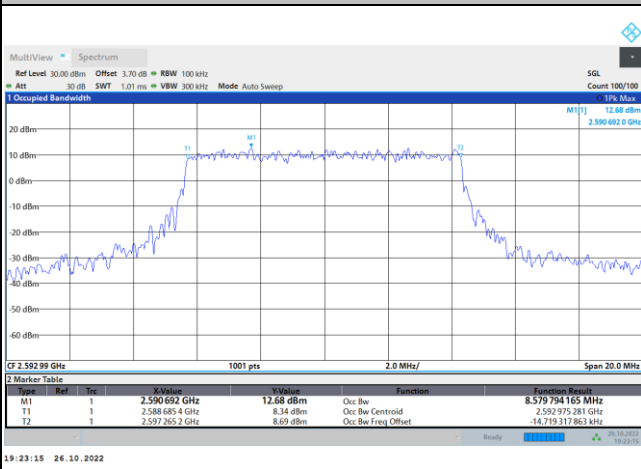 MultiView Spectrum
Ref Level 30.00 dBm Offset 3.70 dB RBW 100 kHz SGL
Att 30 dB SWT 1.01 ms VBW 300 kHz Mode Auto Sweep Count 100/100
1 Occupied Bandwidth 1Pk Max
M1[1] 12.68 dBm
2.590 692 0 GHz
20 dBm
M1
T1 T2
10 dBm
0 dBm
-10 dBm
-20 dBm
-30 dBm
-40 dBm
-50 dBm
-60 dBm
CF 2.592 99 GHz 1001 pts 2.0 MHz/ Span 20.0 MHz
2 Marker Table
Type Ref Trc X-Value Y-Value Function Function Result
M1 1 2.590 692 GHz 12.68 dBm Occ Bw 8.579 794 165 MHz
T1 1 2.588 685 4 GHz 8.34 dBm Occ Bw Centroid 2.592 975 281 GHz
T2 1 2.597 265 2 GHz 8.69 dBm Occ Bw Freq Offset -14.719 317 863 kHz
Ready 26.10.2022
19:23:15
19:23:15 26.10.2022